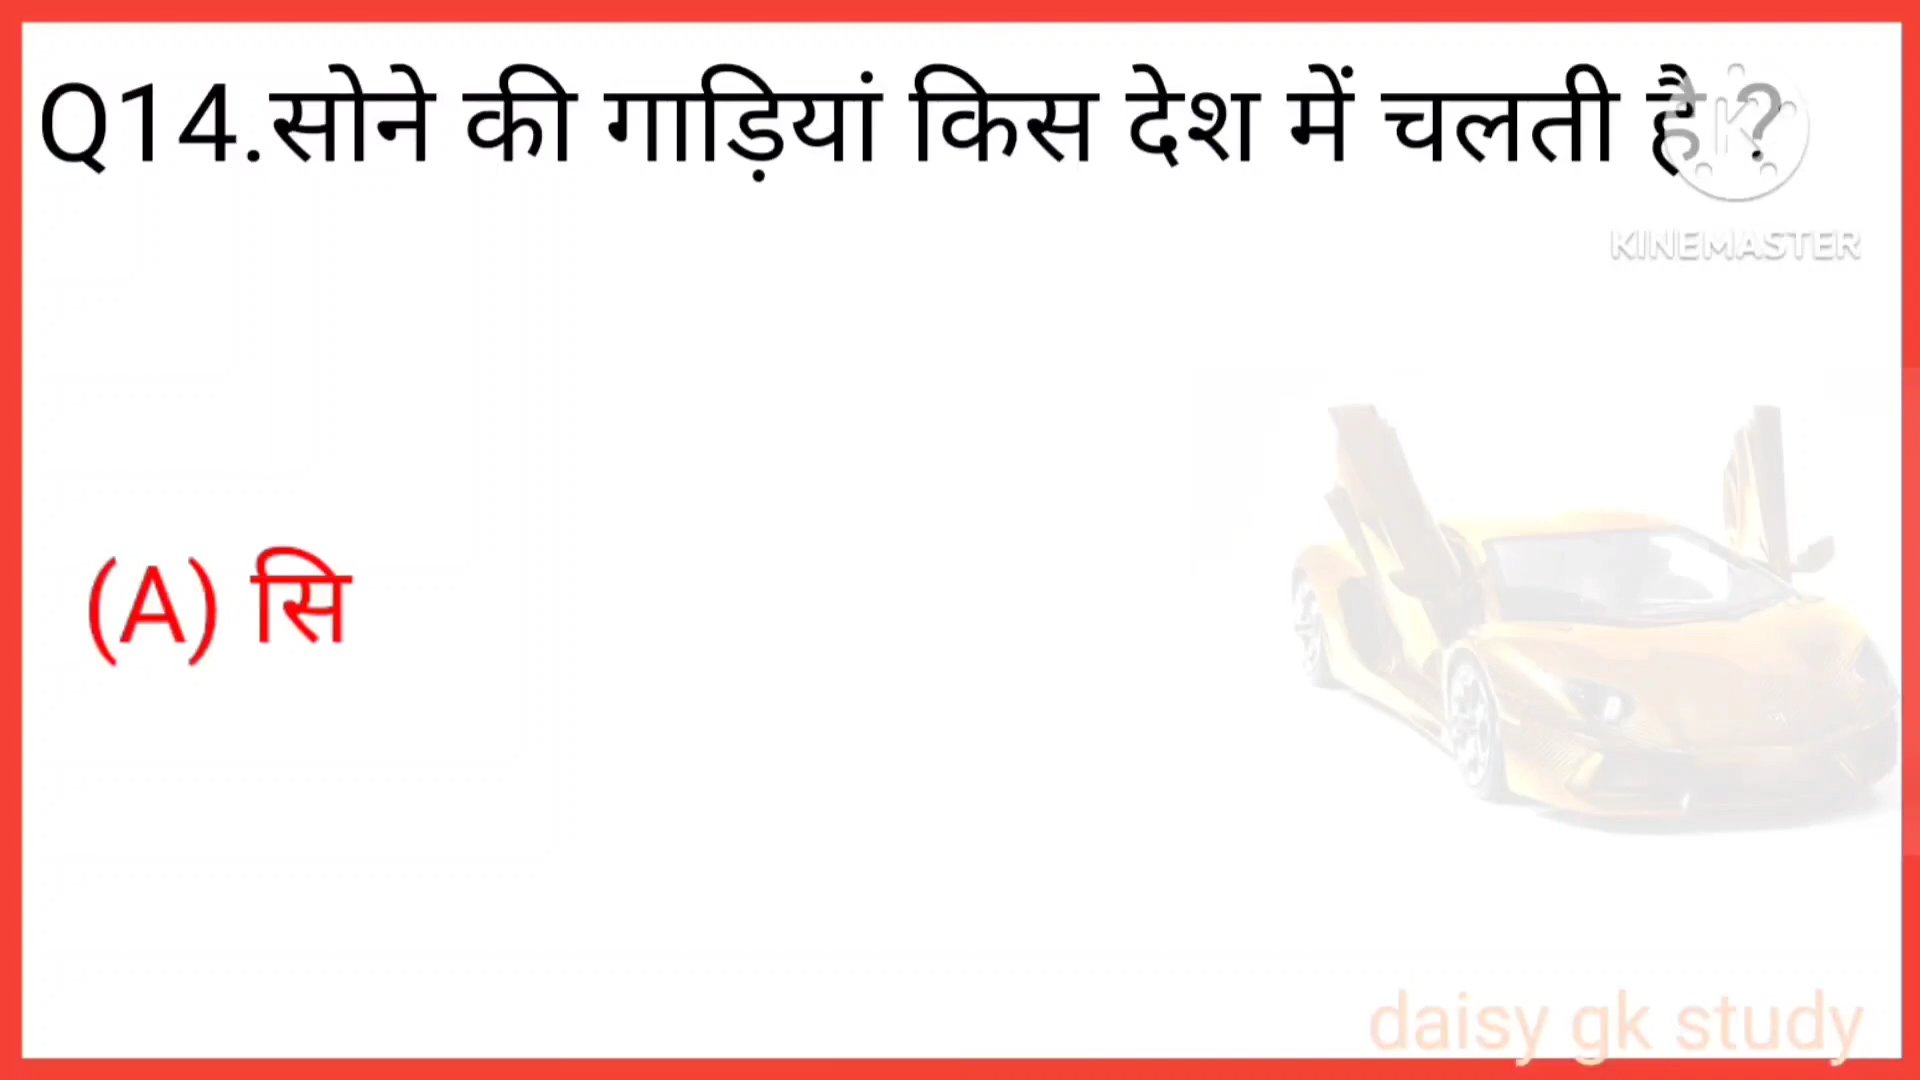 Q14.सोने की गाड़ियां किस देश में चलती है ?
KINEMASTER
(A) सि
daisy gk study